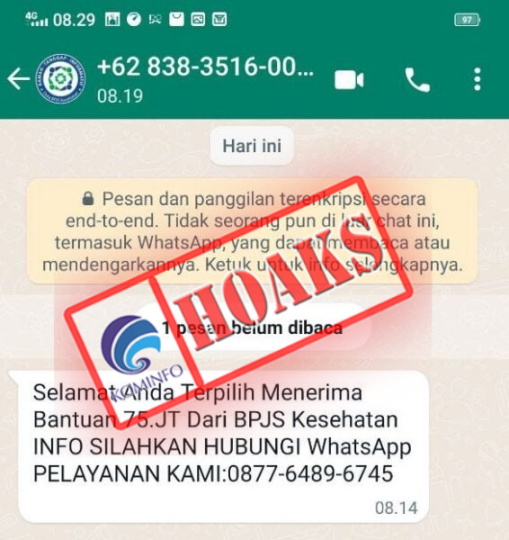 4G 08.29 97
+62 838-3516-00...
08.19
Hari ini
Pesan dan panggilan terenkripsi secara
end-to-end. Tidak seorang pun di luar chat ini,
termasuk WhatsApp, yang dapat membaca atau
mendengarkannya. Ketuk untuk info selengkapnya.
HOAKS
KOMINFO
1 pesan belum dibaca
Selamat Anda Terpilih Menerima
Bantuan 75.JT Dari BPJS Kesehatan
INFO SILAHKAN HUBUNGI WhatsApp
PELAYANAN KAMI:0877-6489-6745
08.14